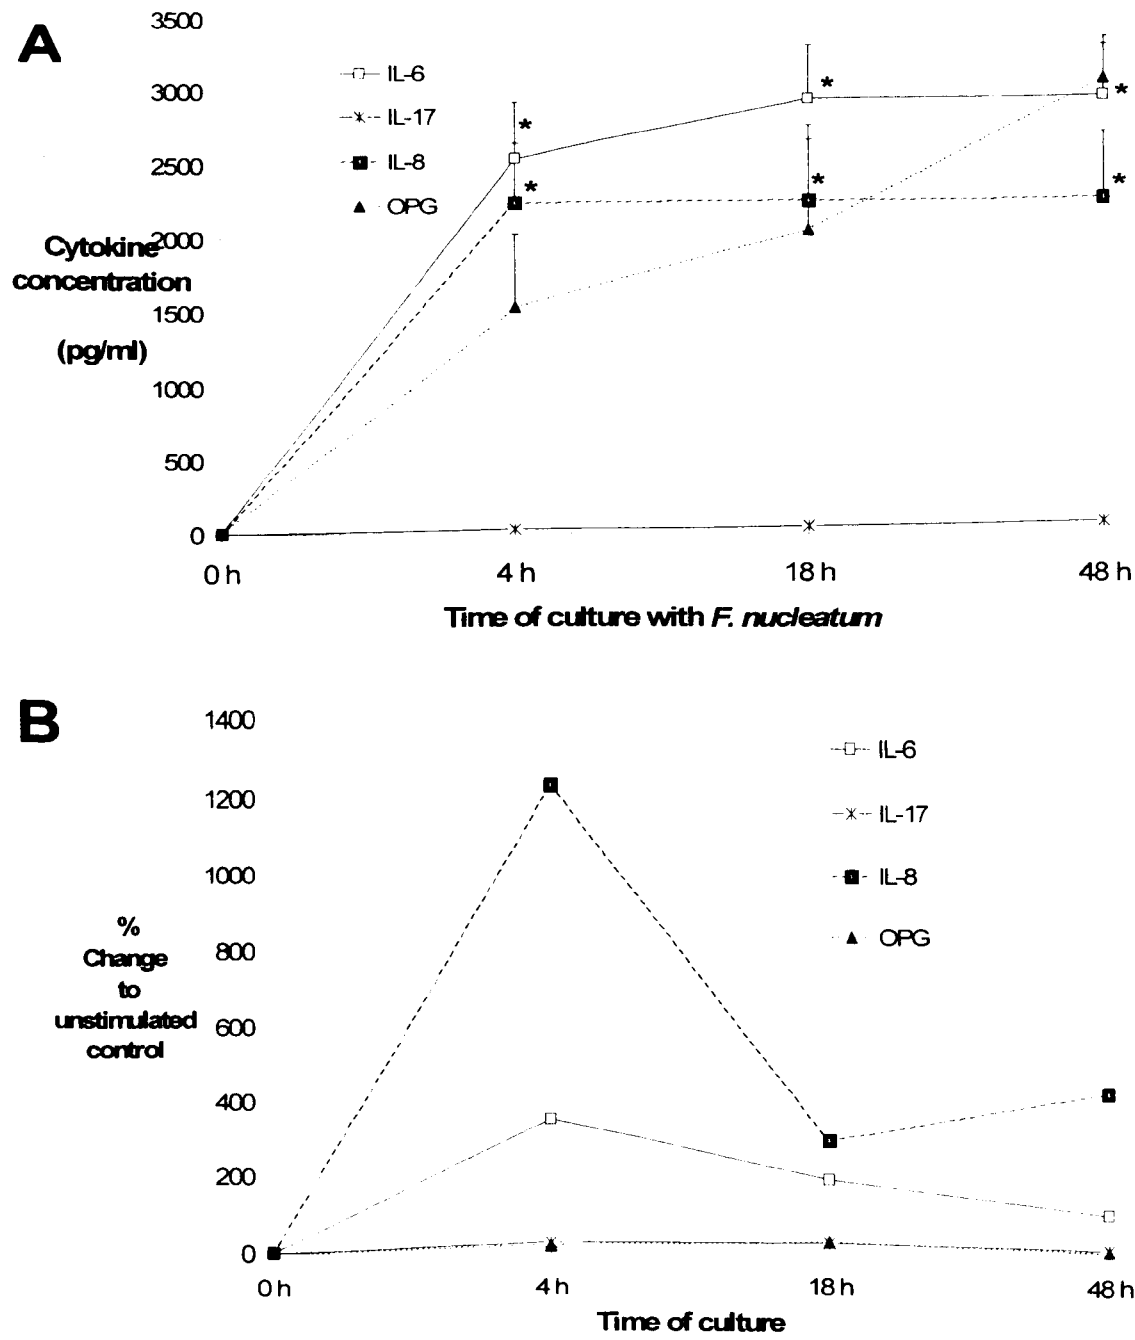 A
3500
3000
2500
2000
1500
1000
500
0
IL-6
IL-17
IL-8
OPG
Cytokine
concentration
(pg/ml)
*
*
*
*
*
*
0 h
4 h
18 h
48 h
Time of culture with F. nucleatum
B
1400
1200
1000
800
600
400
200
0
IL-6
IL-17
IL-8
OPG
%
Change
to
unstimulated
control
0 h
4 h
18 h
48 h
Time of culture